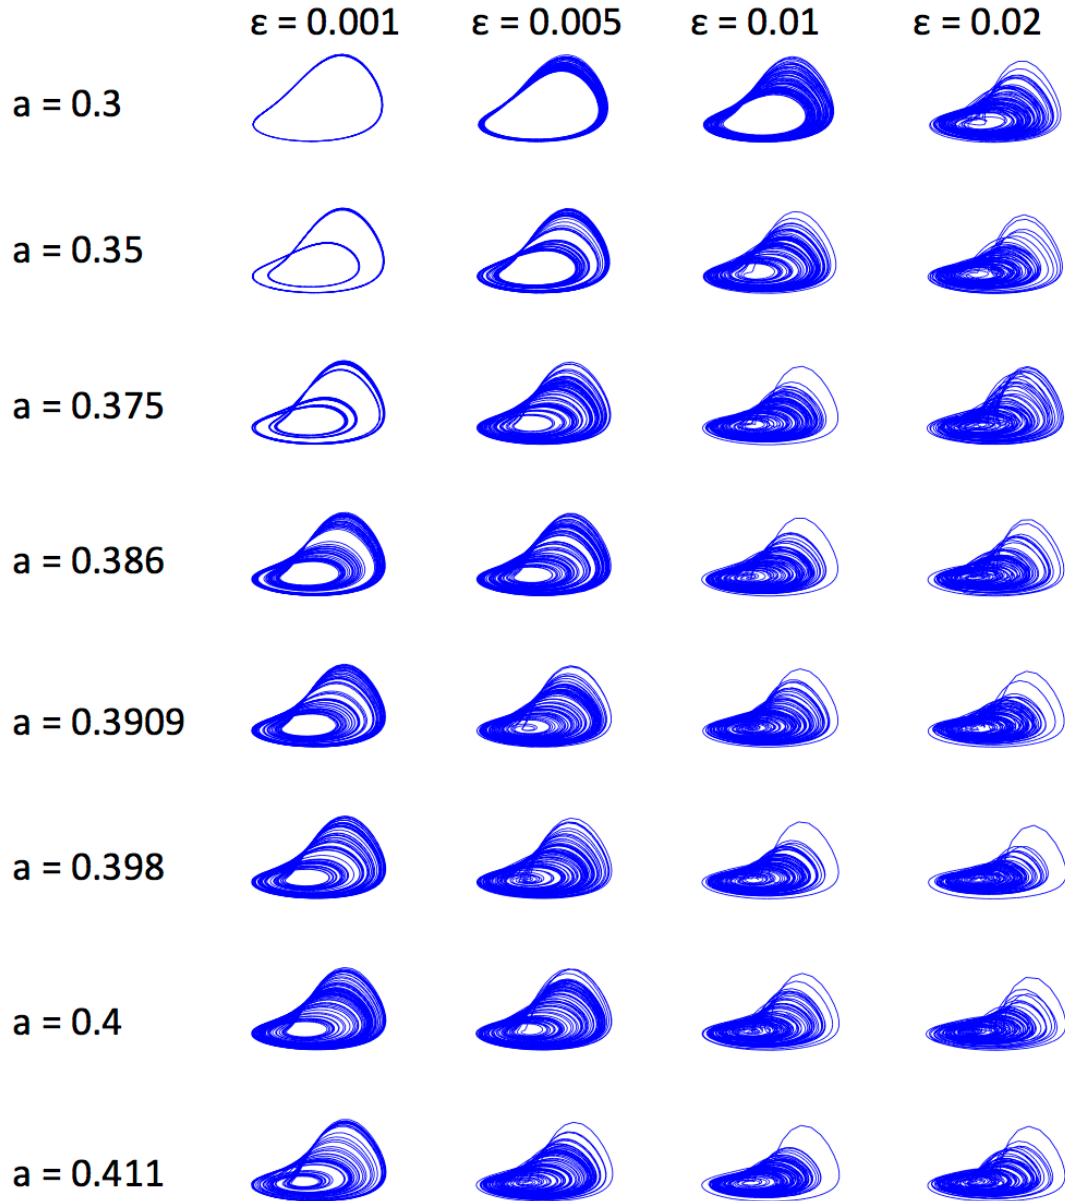 ε = 0.001 ε = 0.005 ε = 0.01 ε = 0.02
a = 0.3
a = 0.35
a = 0.375
a = 0.386
a = 0.3909
a = 0.398
a = 0.4
a = 0.411